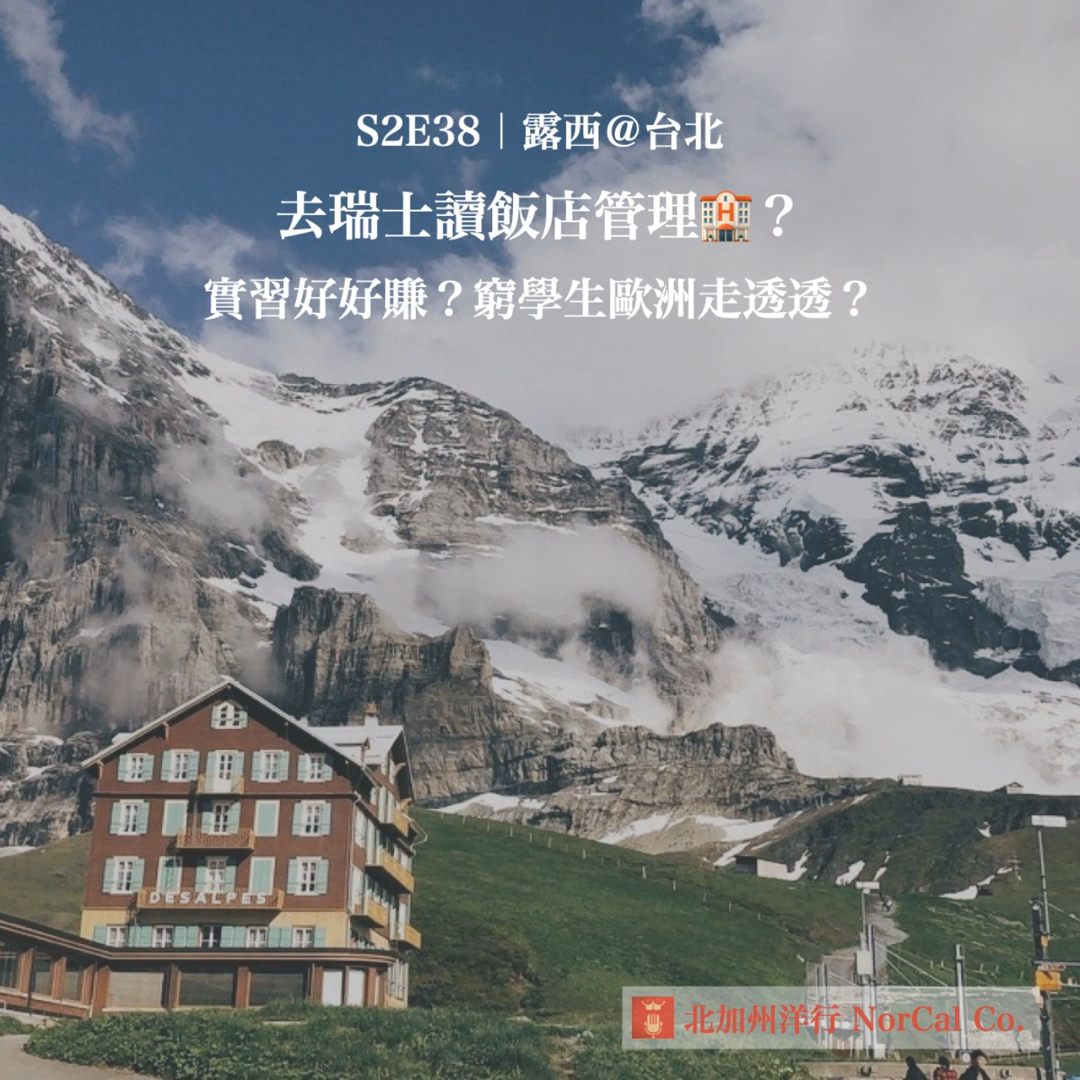 S2E38｜露西＠台北
去瑞士讀飯店管理🏨？
實習好好賺？窮學生歐洲走透透？
DESALPES
北加州洋行 NorCal Co.